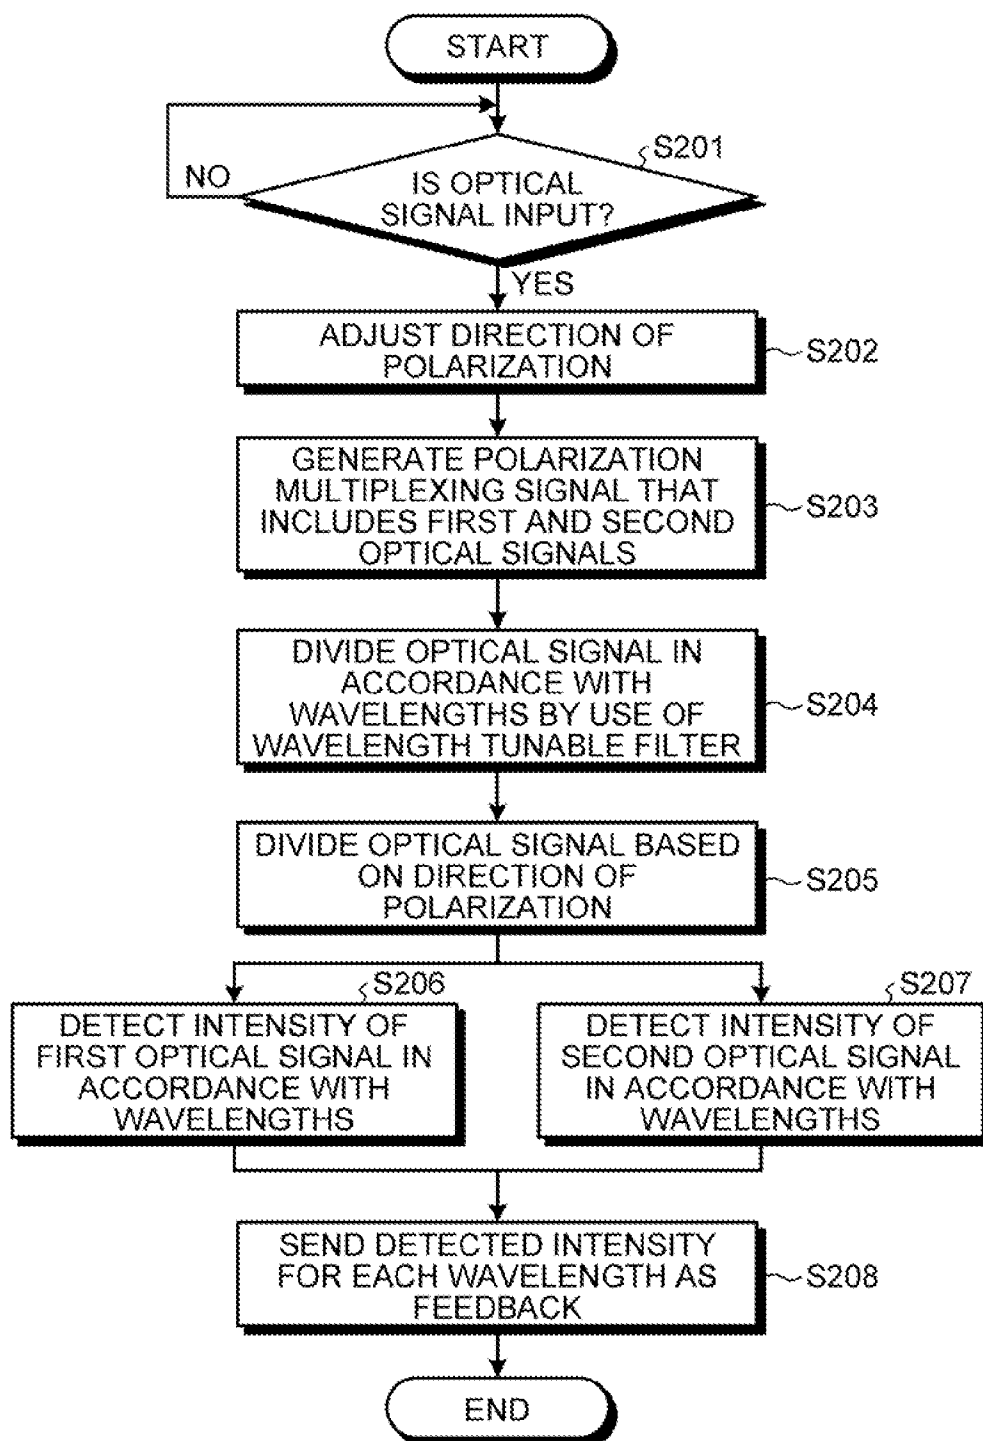 START
S201
NO
IS OPTICAL
SIGNAL INPUT?
YES
ADJUST DIRECTION OF
POLARIZATION
S202
GENERATE POLARIZATION
MULTIPLEXING SIGNAL THAT
INCLUDES FIRST AND SECOND
OPTICAL SIGNALS
S203
DIVIDE OPTICAL SIGNAL IN
ACCORDANCE WITH
WAVELENGTHS BY USE OF
WAVELENGTH TUNABLE FILTER
S204
DIVIDE OPTICAL SIGNAL BASED
ON DIRECTION OF
POLARIZATION
S205
S206
DETECT INTENSITY OF
FIRST OPTICAL SIGNAL IN
ACCORDANCE WITH
WAVELENGTHS
S207
DETECT INTENSITY OF
SECOND OPTICAL SIGNAL
IN ACCORDANCE WITH
WAVELENGTHS
SEND DETECTED INTENSITY
FOR EACH WAVELENGTH AS
FEEDBACK
S208
END